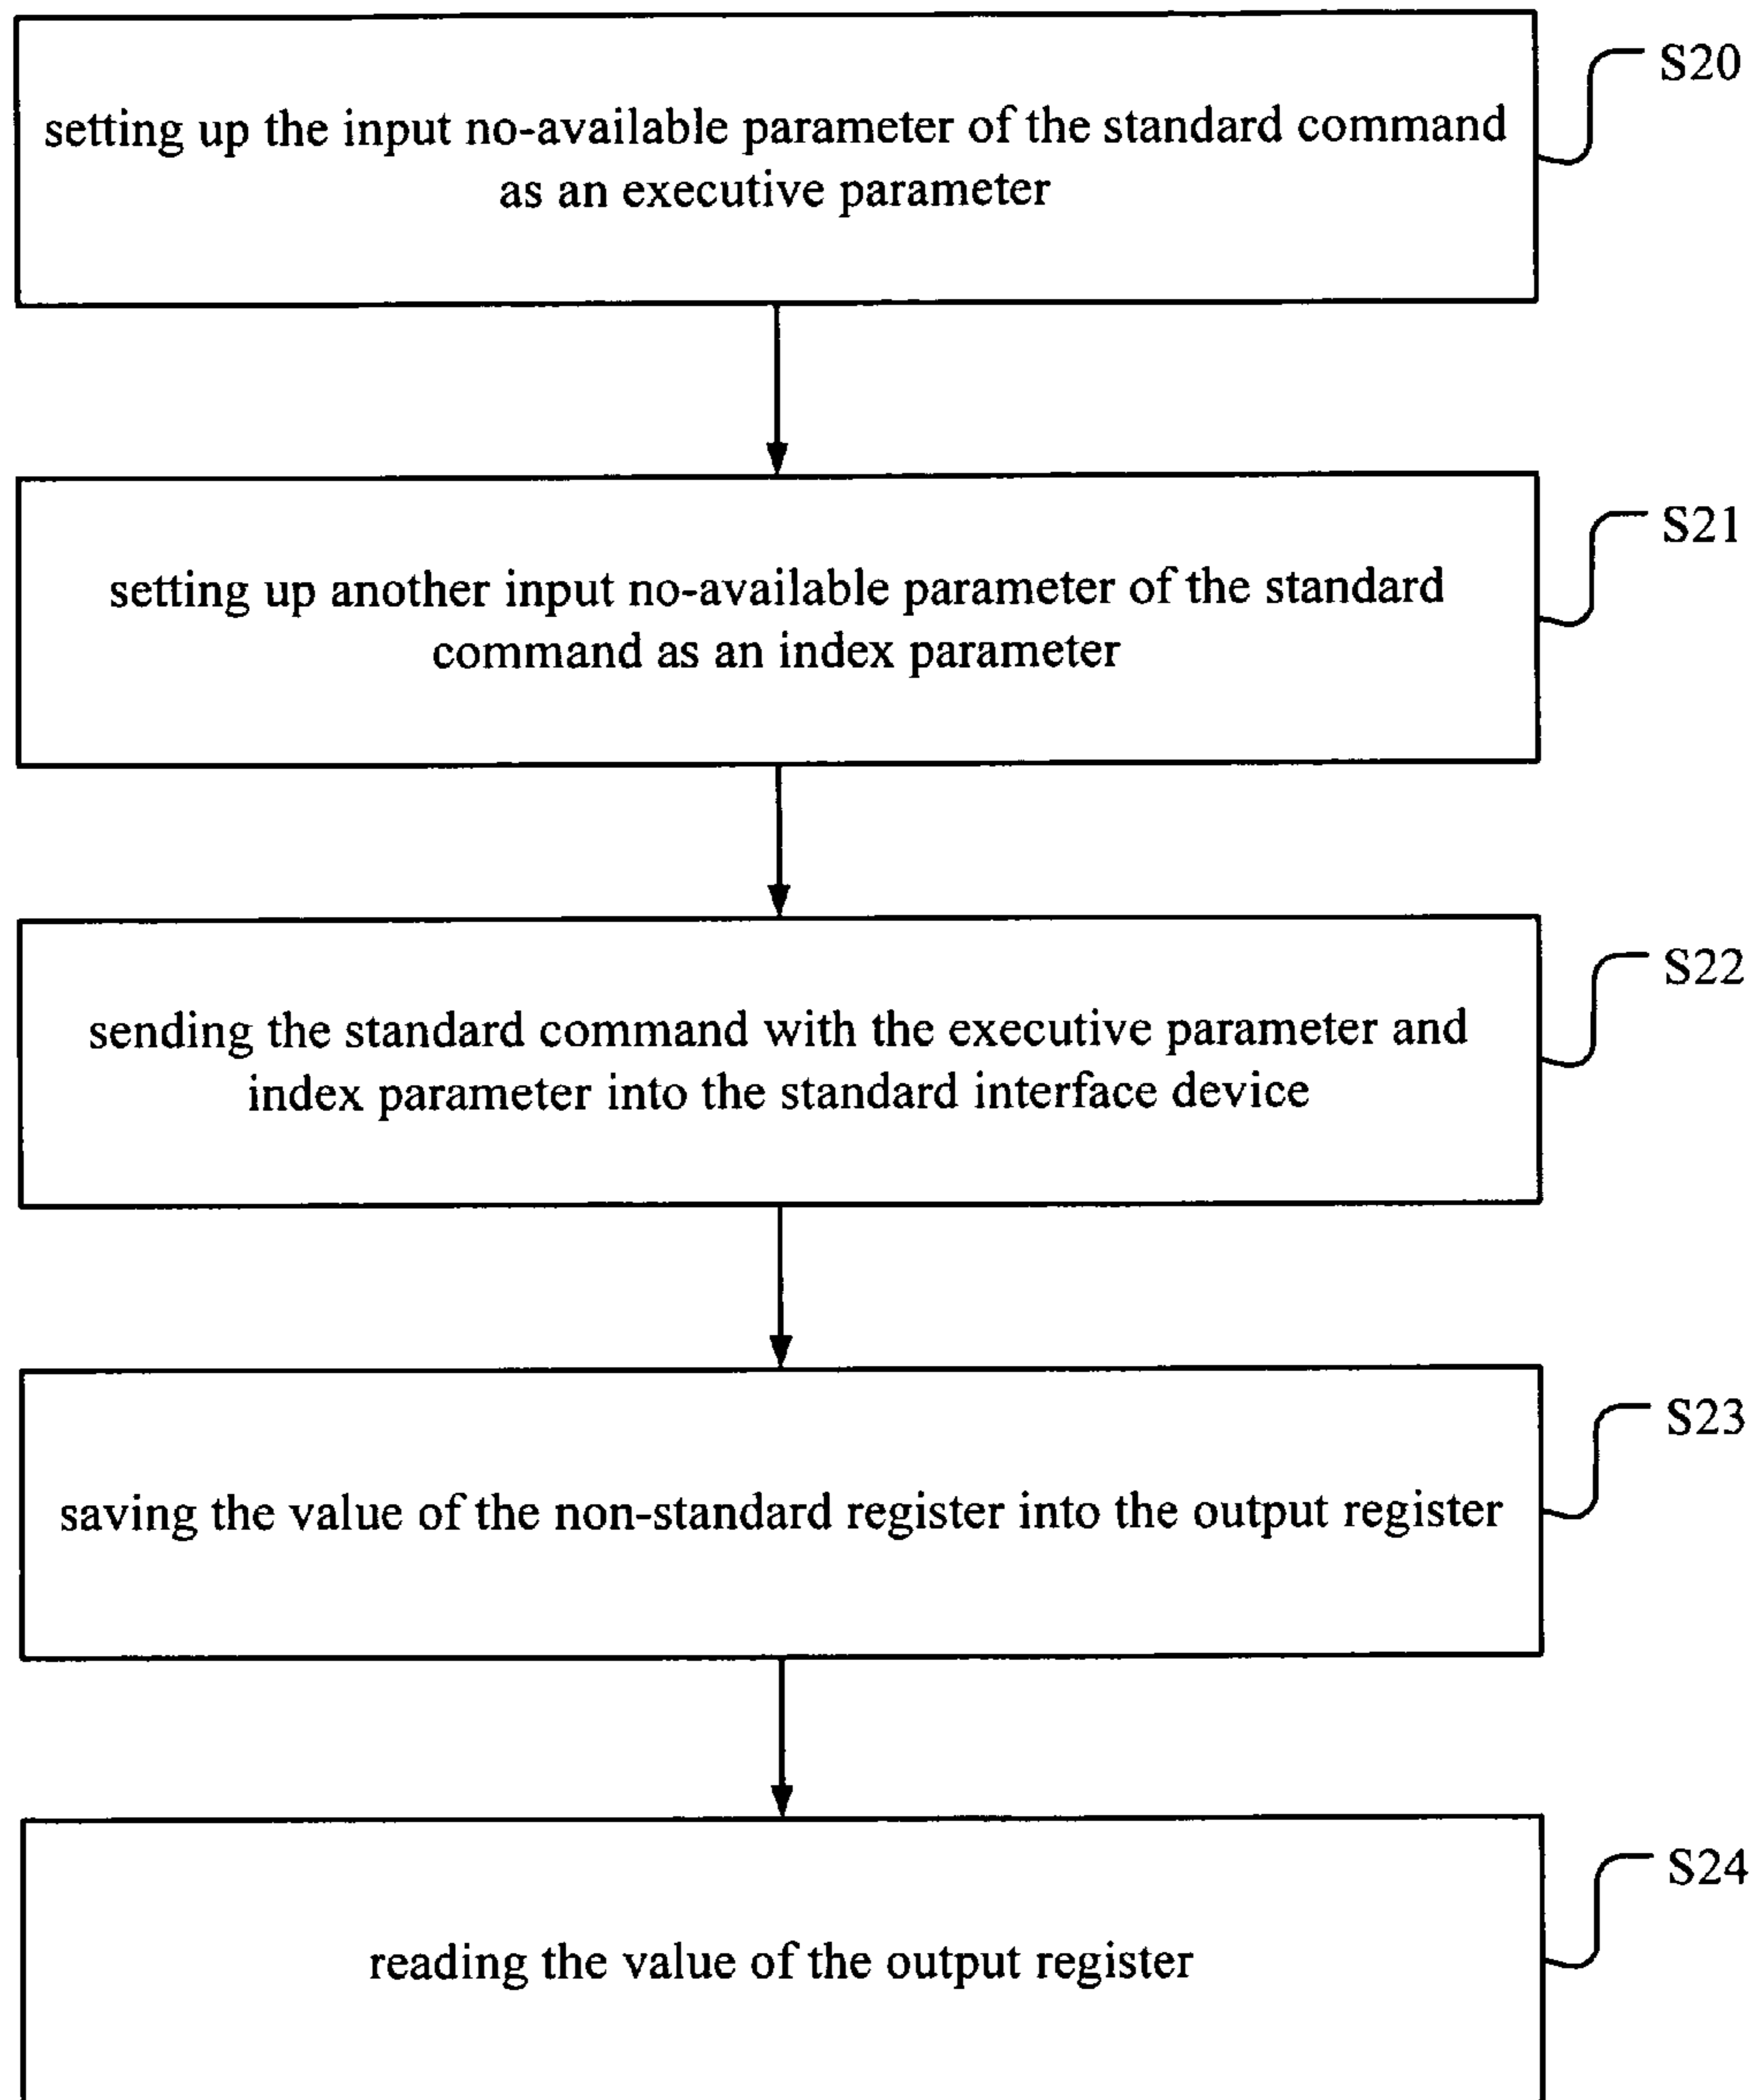 setting up the input no-available parameter of the standard command
as an executive parameter
S20
setting up another input no-available parameter of the standard
command as an index parameter
S21
sending the standard command with the executive parameter and
index parameter into the standard interface device
S22
saving the value of the non-standard register into the output register
S23
reading the value of the output register
S24